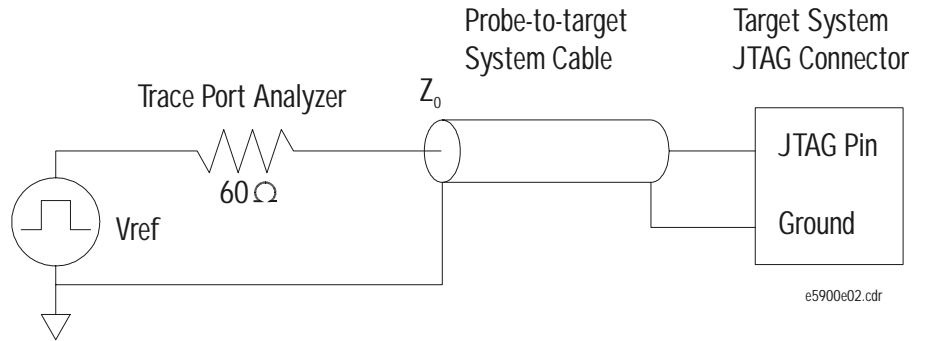 Probe-to-target
System Cable
Target System
JTAG Connector
Trace Port Analyzer
Z0
60Ω
Vref
JTAG Pin
Ground
e5900e02.cdr